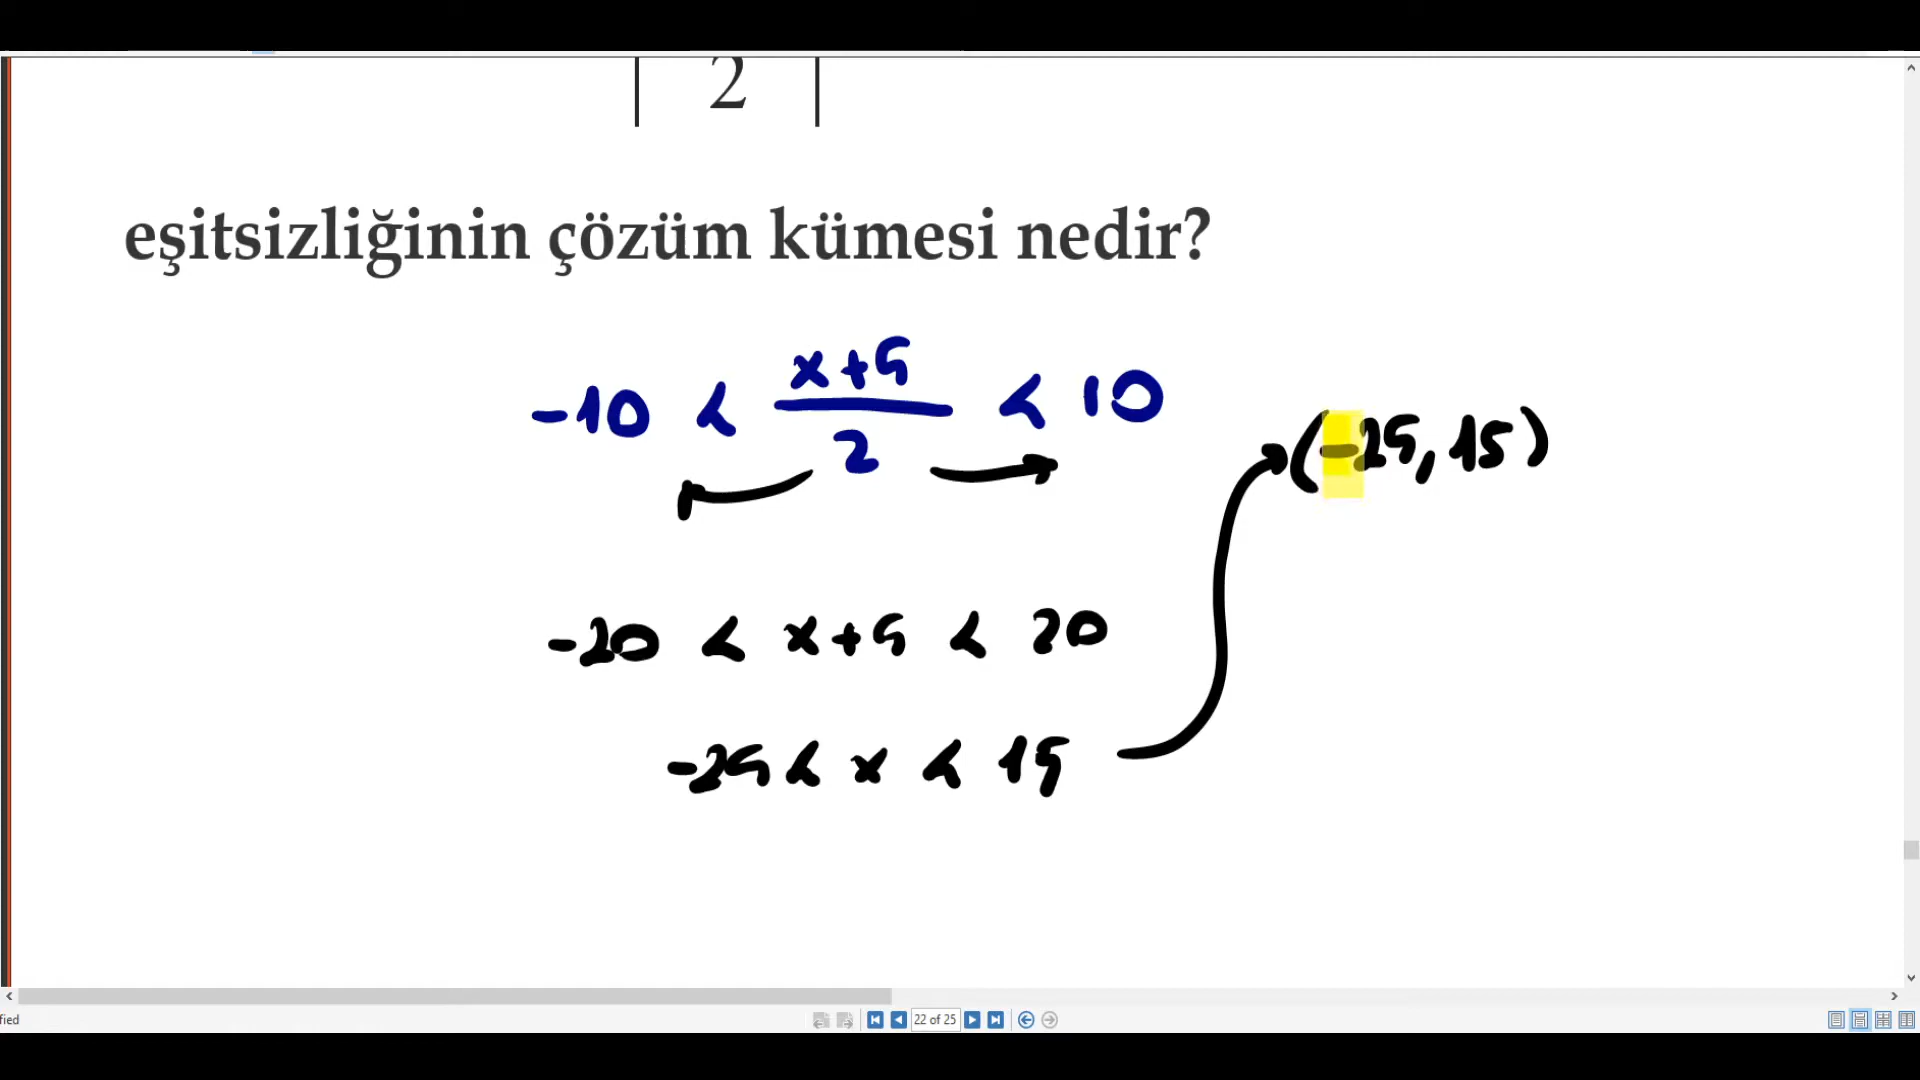 | 2 |
eşitsizliğinin çözüm kümesi nedir?
-10 < x+5 < 10
2
(-25, 15)
-20 < x+5 < 20
-25 < x < 15
fied
22 of 25